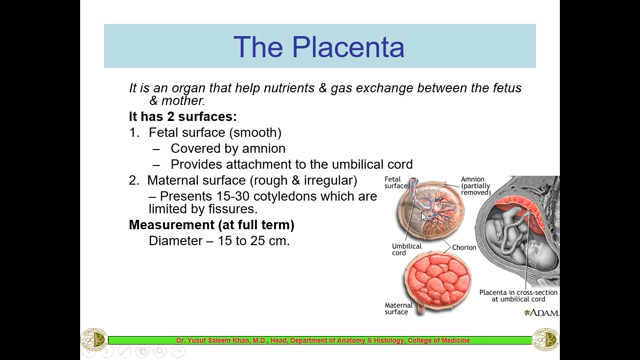 The Placenta
It is an organ that help nutrients & gas exchange between the fetus
& mother.
It has 2 surfaces:
1. Fetal surface (smooth)
– Covered by amnion
– Provides attachment to the umbilical cord
2. Maternal surface (rough & irregular)
– Presents 15-30 cotyledons which are
limited by fissures.
Measurement (at full term)
Diameter – 15 to 25 cm.
Fetal
surface
Amnion
(partially
removed)
Umbilical
cord
Chorion
Maternal
surface
Placenta in cross-section
at umbilical cord
ADAM.
Dr. Yusuf Saleem Khan, M.D., Head, Department of Anatomy & Histology, College of Medicine